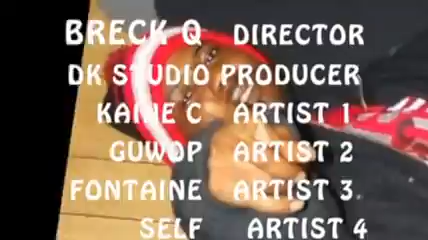 BRECK Q DIRECTOR
DK STUDIO PRODUCER
KAINE C ARTIST 1
GUWOP ARTIST 2
FONTAINE ARTIST 3
SELF ARTIST 4